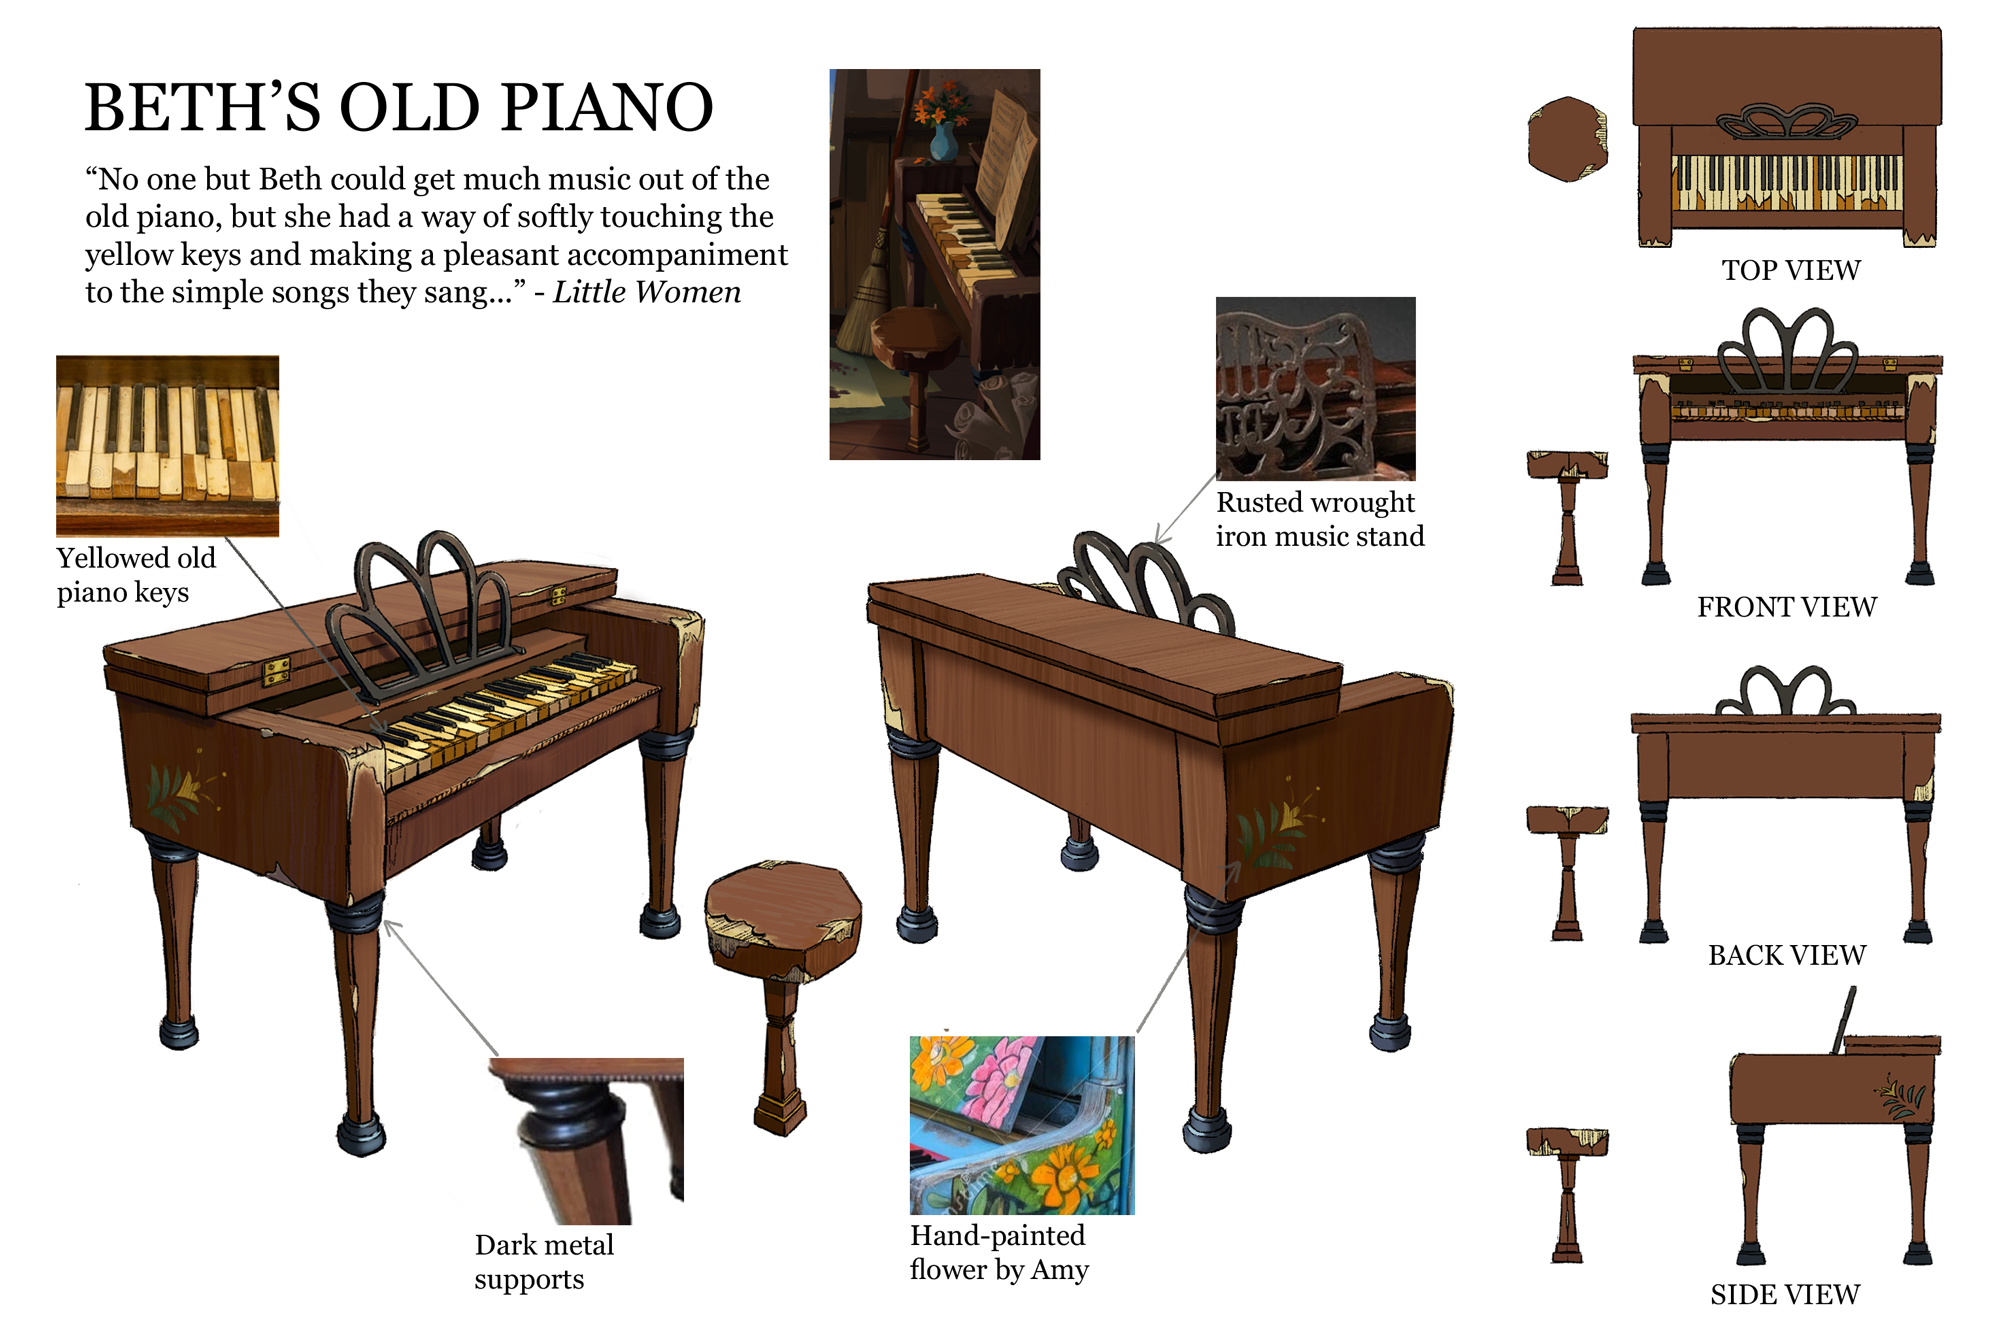 BETH’S OLD PIANO
“No one but Beth could get much music out of the
old piano, but she had a way of softly touching the
yellow keys and making a pleasant accompaniment
to the simple songs they sang...” - Little Women
Yellowed old
piano keys
Rusted wrought
iron music stand
Dark metal
supports
Hand-painted
flower by Amy
TOP VIEW
FRONT VIEW
BACK VIEW
SIDE VIEW